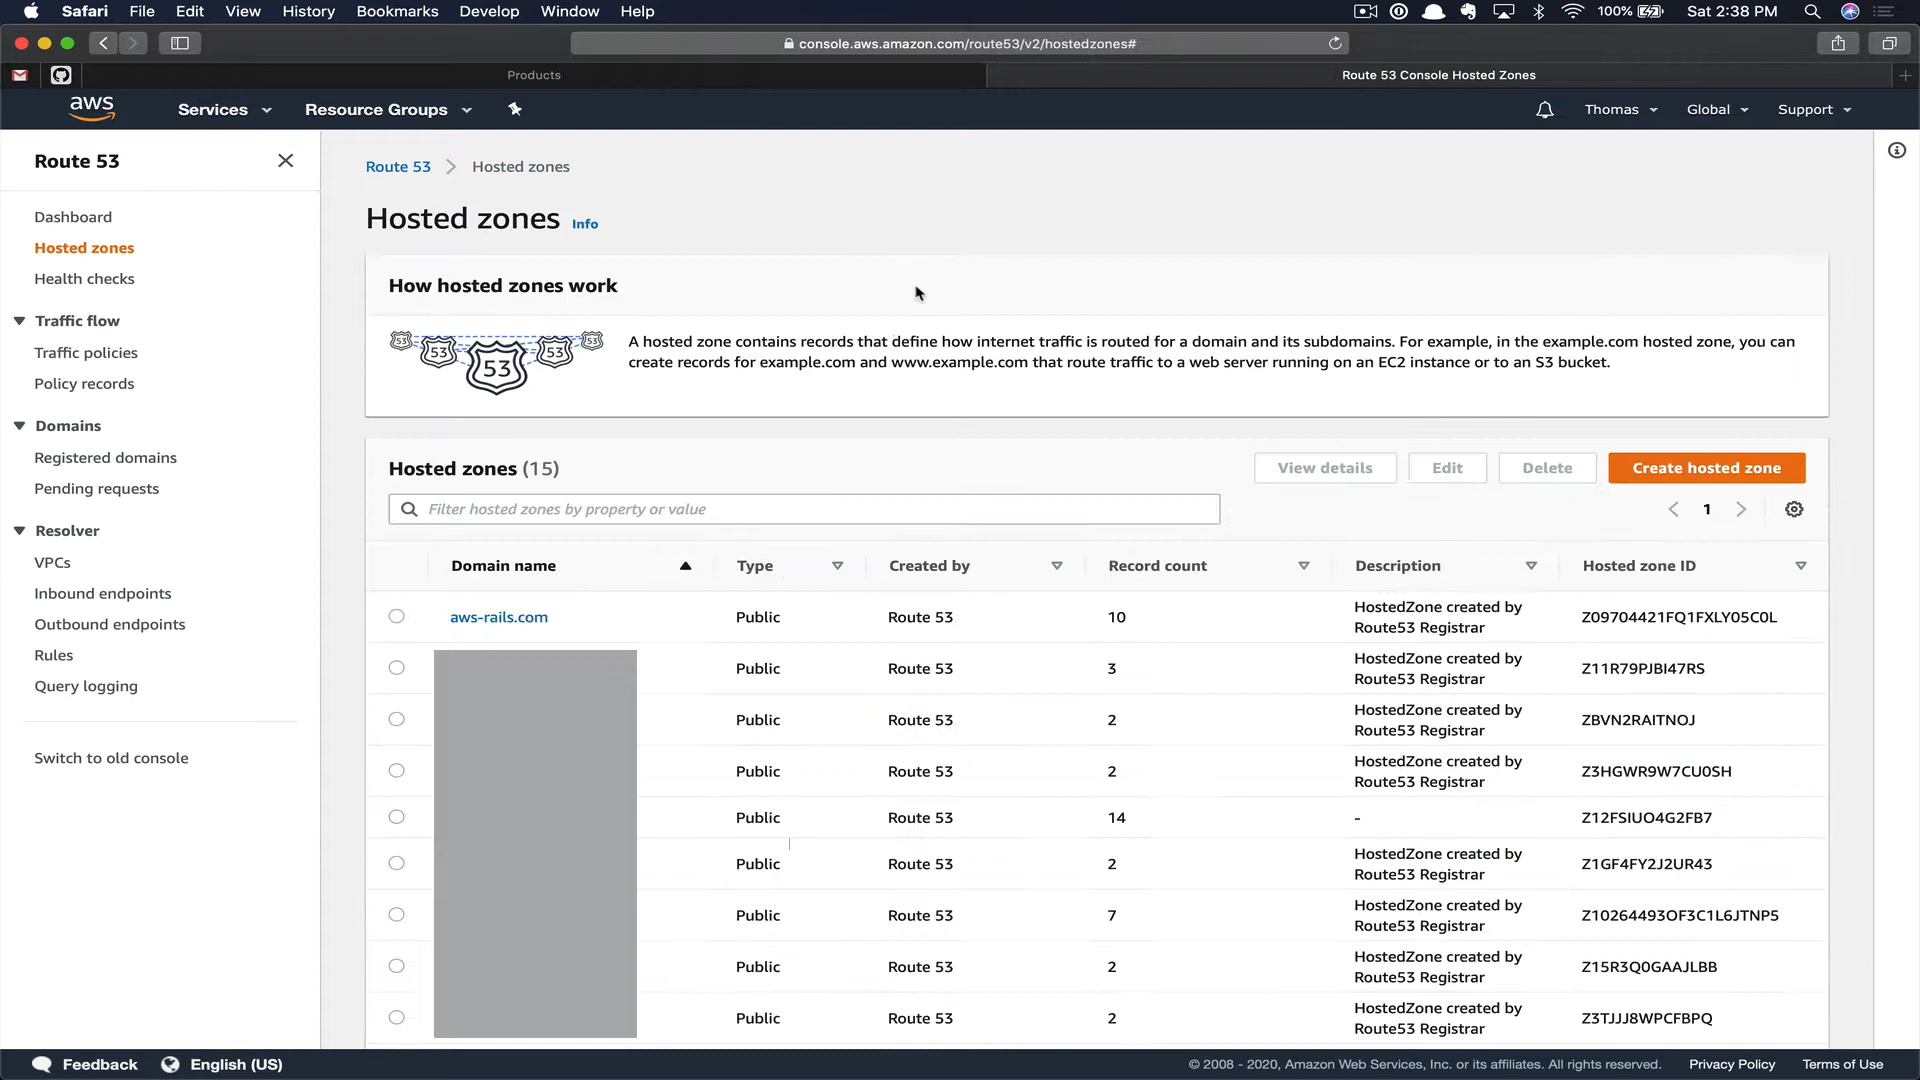 Safari File Edit View History Bookmarks Develop Window Help 100% Sat 2:38 PM
console.aws.amazon.com/route53/v2/hostedzones#
Products Route 53 Console Hosted Zones
aws Services Resource Groups Thomas Global Support
Route 53
Dashboard
Hosted zones
Health checks
Traffic flow
Traffic policies
Policy records
Domains
Registered domains
Pending requests
Resolver
VPCs
Inbound endpoints
Outbound endpoints
Rules
Query logging
Switch to old console
Route 53 Hosted zones
Hosted zones Info
How hosted zones work
53 53 53 53 53
A hosted zone contains records that define how internet traffic is routed for a domain and its subdomains. For example, in the example.com hosted zone, you can
create records for example.com and www.example.com that route traffic to a web server running on an EC2 instance or to an S3 bucket.
Hosted zones (15) View details Edit Delete Create hosted zone
Filter hosted zones by property or value 1
Domain name Type Created by Record count Description Hosted zone ID
aws-rails.com Public Route 53 10 HostedZone created by Route53 Registrar Z09704421FQ1FXLY05C0L
Public Route 53 3 HostedZone created by Route53 Registrar Z11R79PJBI47RS
Public Route 53 2 HostedZone created by Route53 Registrar ZBVN2RAITNOJ
Public Route 53 2 HostedZone created by Route53 Registrar Z3HGWR9W7CU0SH
Public Route 53 14 - Z12FSIUO4G2FB7
Public Route 53 2 HostedZone created by Route53 Registrar Z1GF4FY2J2UR43
Public Route 53 7 HostedZone created by Route53 Registrar Z10264493OF3C1L6JTNP5
Public Route 53 2 HostedZone created by Route53 Registrar Z15R3Q0GAAJLBB
Public Route 53 2 HostedZone created by Route53 Registrar Z3TJJJ8WPCFBPQ
Feedback English (US) © 2008 - 2020, Amazon Web Services, Inc. or its affiliates. All rights reserved. Privacy Policy Terms of Use